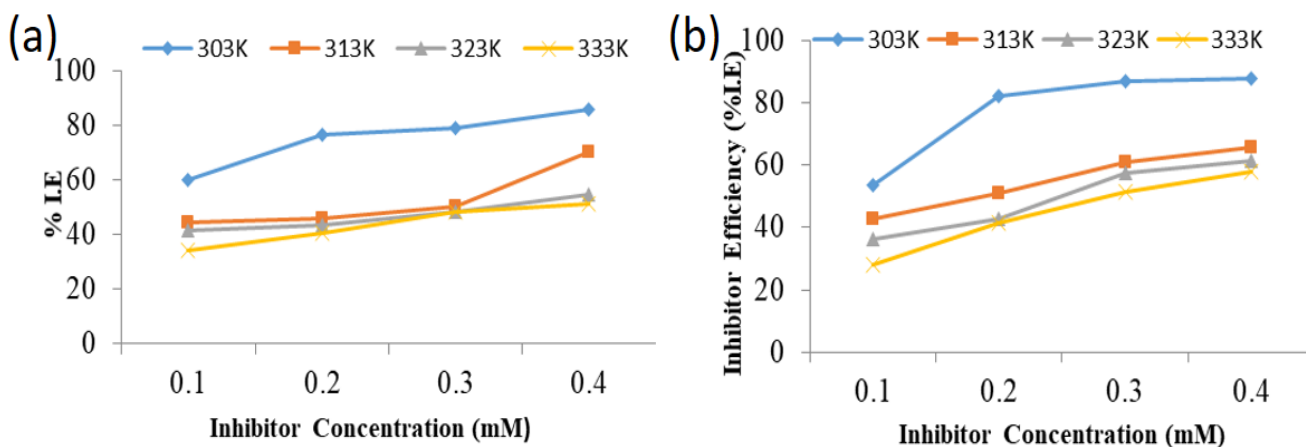 (a)
303K 313K 323K 333K
100
80
60
40
20
0
% I.E
0.1 0.2 0.3 0.4
Inhibitor Concentration (mM)
(b)
303K 313K 323K 333K
100
80
60
40
20
0
Inhibitor Efficiency (%I.E)
0.1 0.2 0.3 0.4
Inhibitor Concentration (mM)